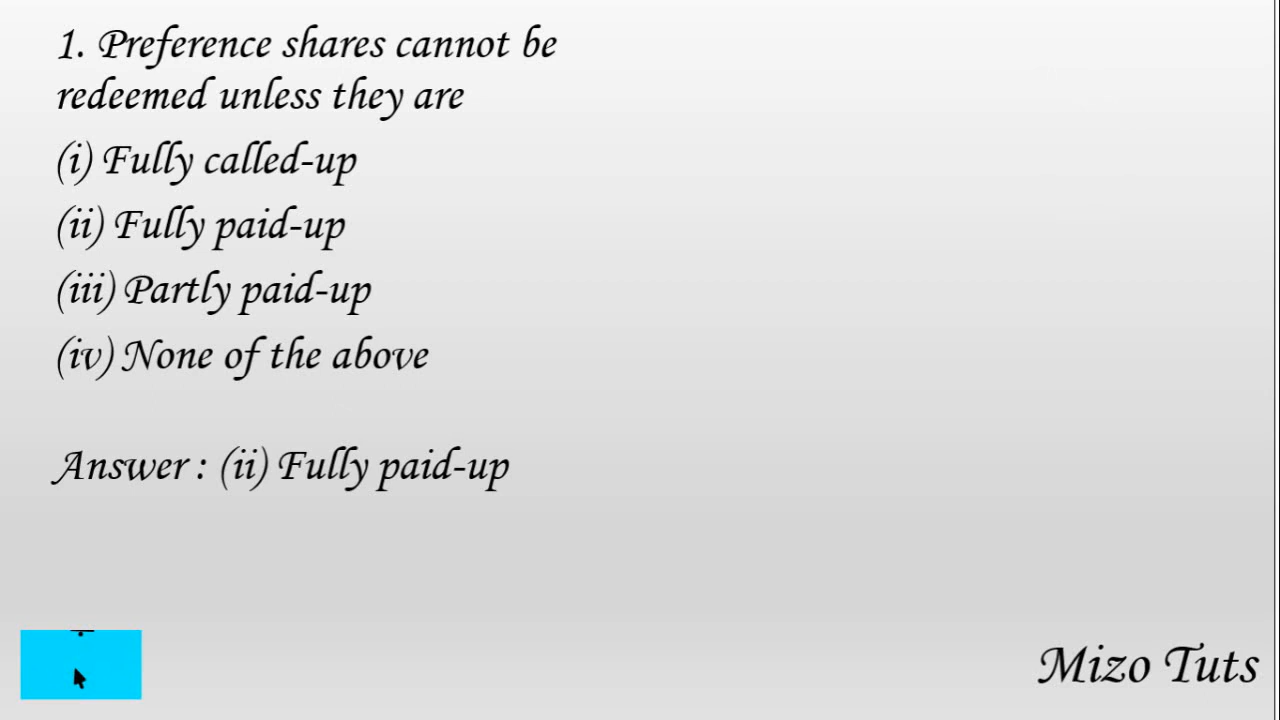 1. Preference shares cannot be
redeemed unless they are
(i) Fully called-up
(ii) Fully paid-up
(iii) Partly paid-up
(iv) None of the above
Answer : (ii) Fully paid-up
Mizo Tuts